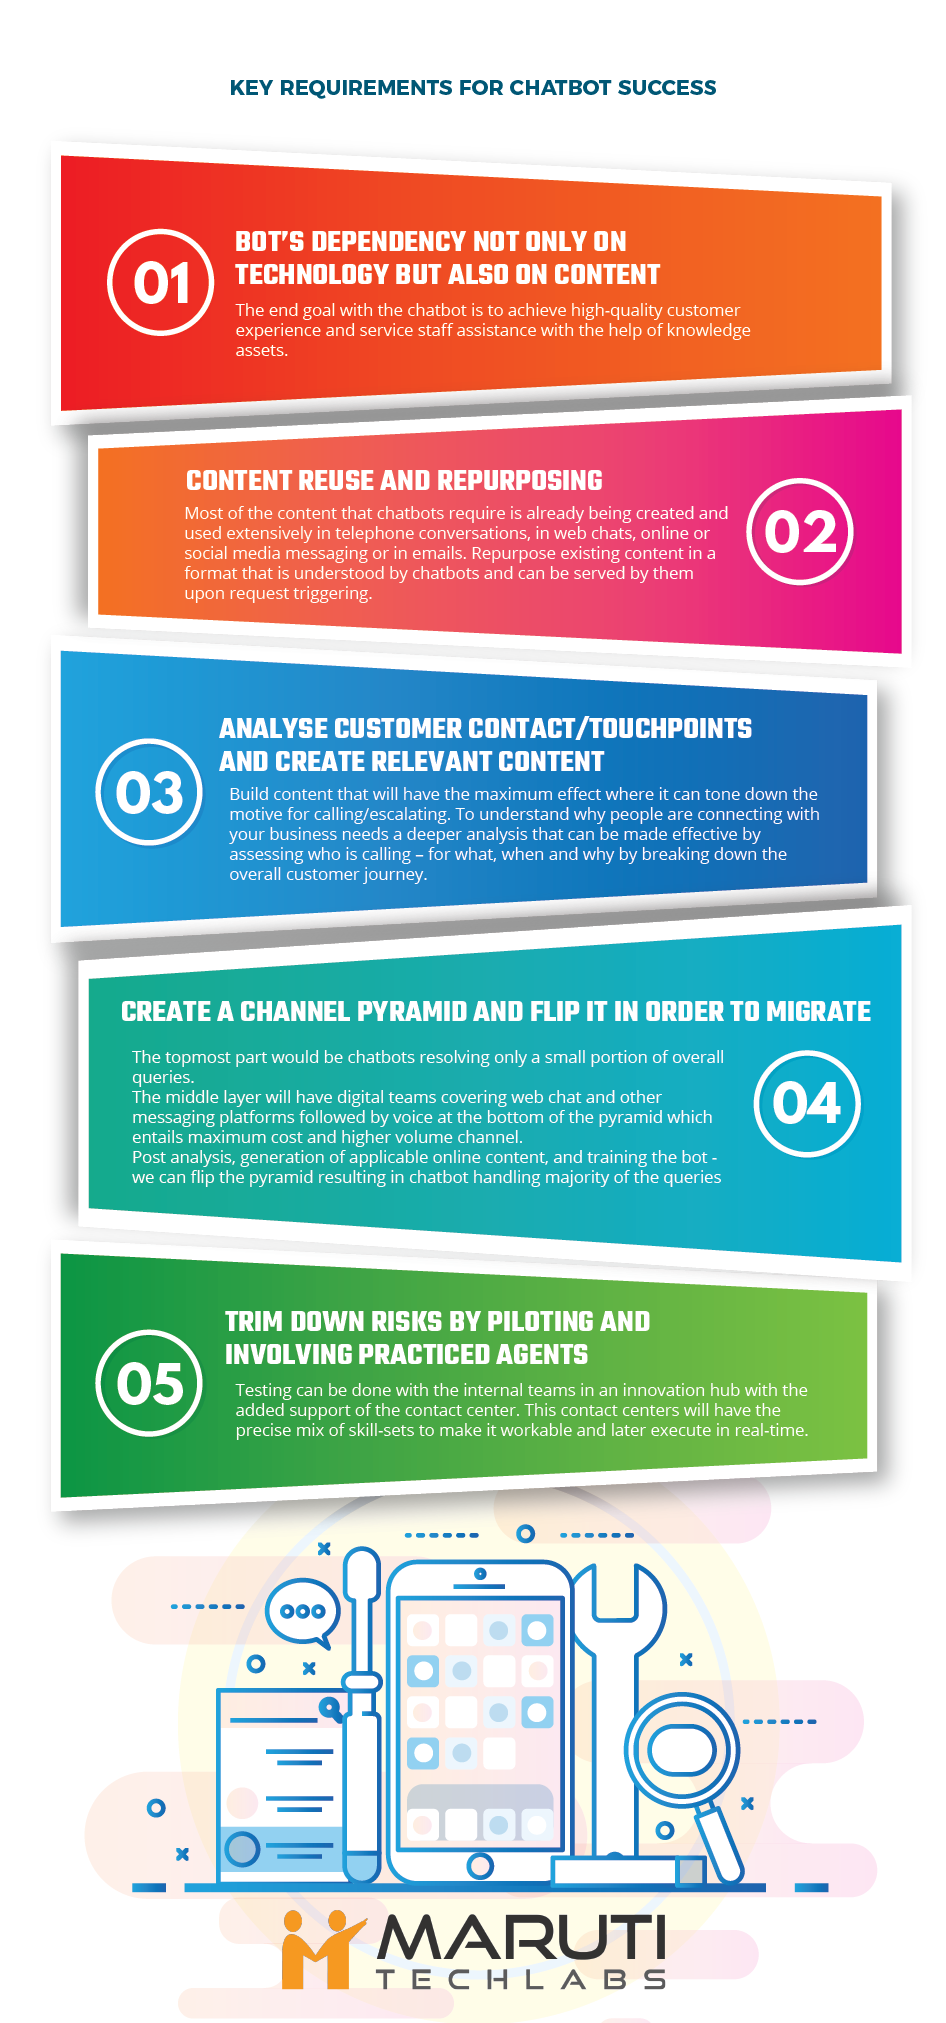 KEY REQUIREMENTS FOR CHATBOT SUCCESS
01
BOT'S DEPENDENCY NOT ONLY ON
TECHNOLOGY BUT ALSO ON CONTENT
The end goal with the chatbot is to achieve high-quality customer
experience and service staff assistance with the help of knowledge
assets.
CONTENT REUSE AND REPURPOSING
Most of the content that chatbots require is already being created and
used extensively in telephone conversations, in web chats, online or
social media messaging or in emails. Repurpose existing content in a
format that is understood by chatbots and can be served by them
upon request triggering.
02
03
ANALYSE CUSTOMER CONTACT/TOUCHPOINTS
AND CREATE RELEVANT CONTENT
Build content that will have the maximum effect where it can tone down the
motive for calling/escalating. To understand why people are connecting with
your business needs a deeper analysis that can be made effective by
assessing who is calling – for what, when and why by breaking down the
overall customer journey.
CREATE A CHANNEL PYRAMID AND FLIP IT IN ORDER TO MIGRATE
The topmost part would be chatbots resolving only a small portion of overall
queries.
The middle layer will have digital teams covering web chat and other
messaging platforms followed by voice at the bottom of the pyramid which
entails maximum cost and higher volume channel.
Post analysis, generation of applicable online content, and training the bot -
we can flip the pyramid resulting in chatbot handling majority of the queries
04
05
TRIM DOWN RISKS BY PILOTING AND
INVOLVING PRACTICED AGENTS
Testing can be done with the internal teams in an innovation hub with the
added support of the contact center. This contact centers will have the
precise mix of skill-sets to make it workable and later execute in real-time.
MARUTI
TECHLABS